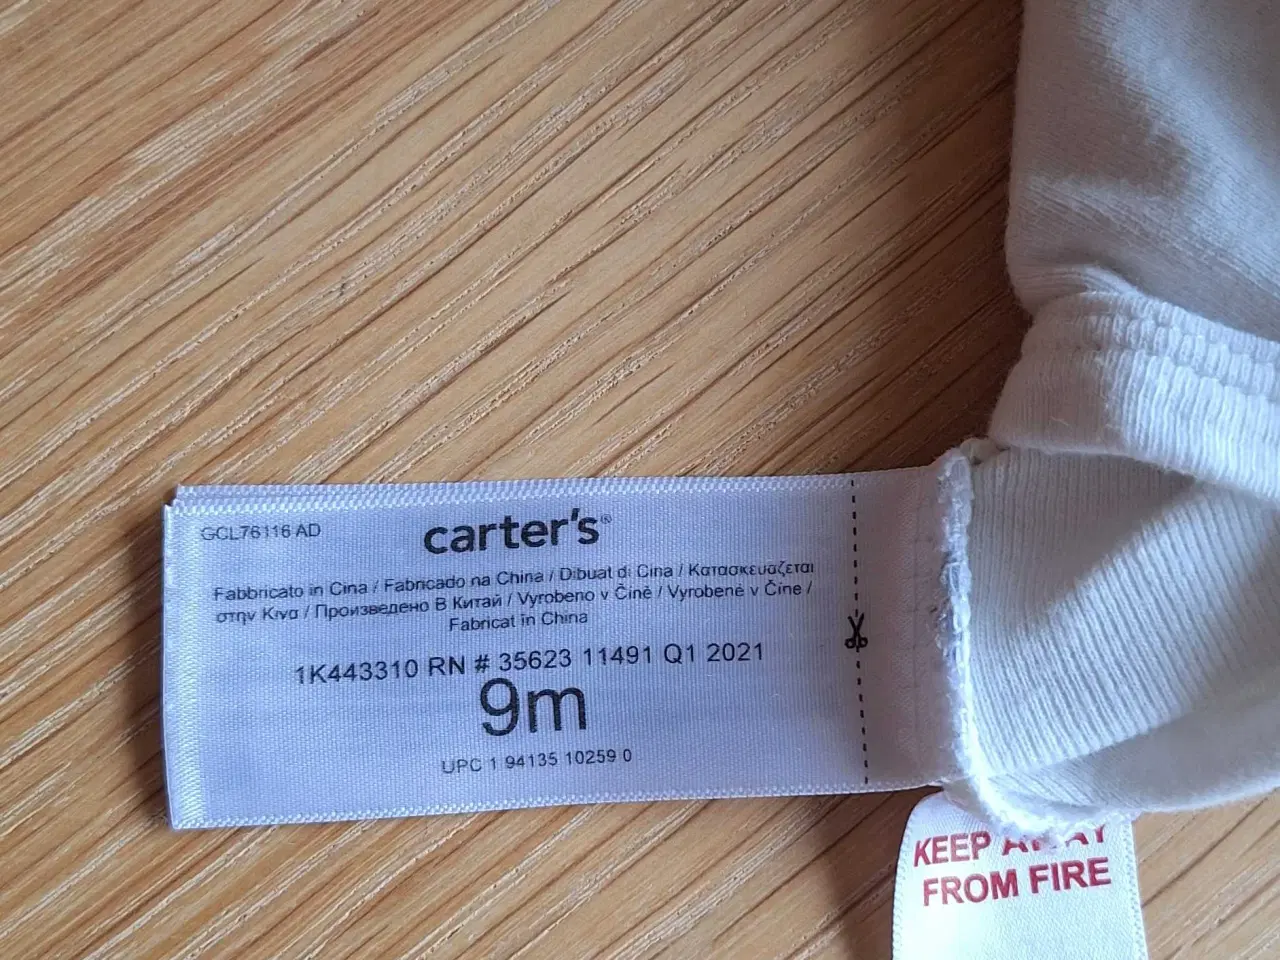 GCL76116 AD
carter's®
Fabbricato in Cina / Fabricado na China / Dibuat di Cina / Κατασκευάζεται
στην Κίνα / Произведено В Китай / Vyrobeno v Číně / Vyrobené v Číne /
Fabricat in China
1K443310 RN # 35623 11491 Q1 2021
9m
UPC 1 94135 10259 0
KEEP AWAY
FROM FIRE